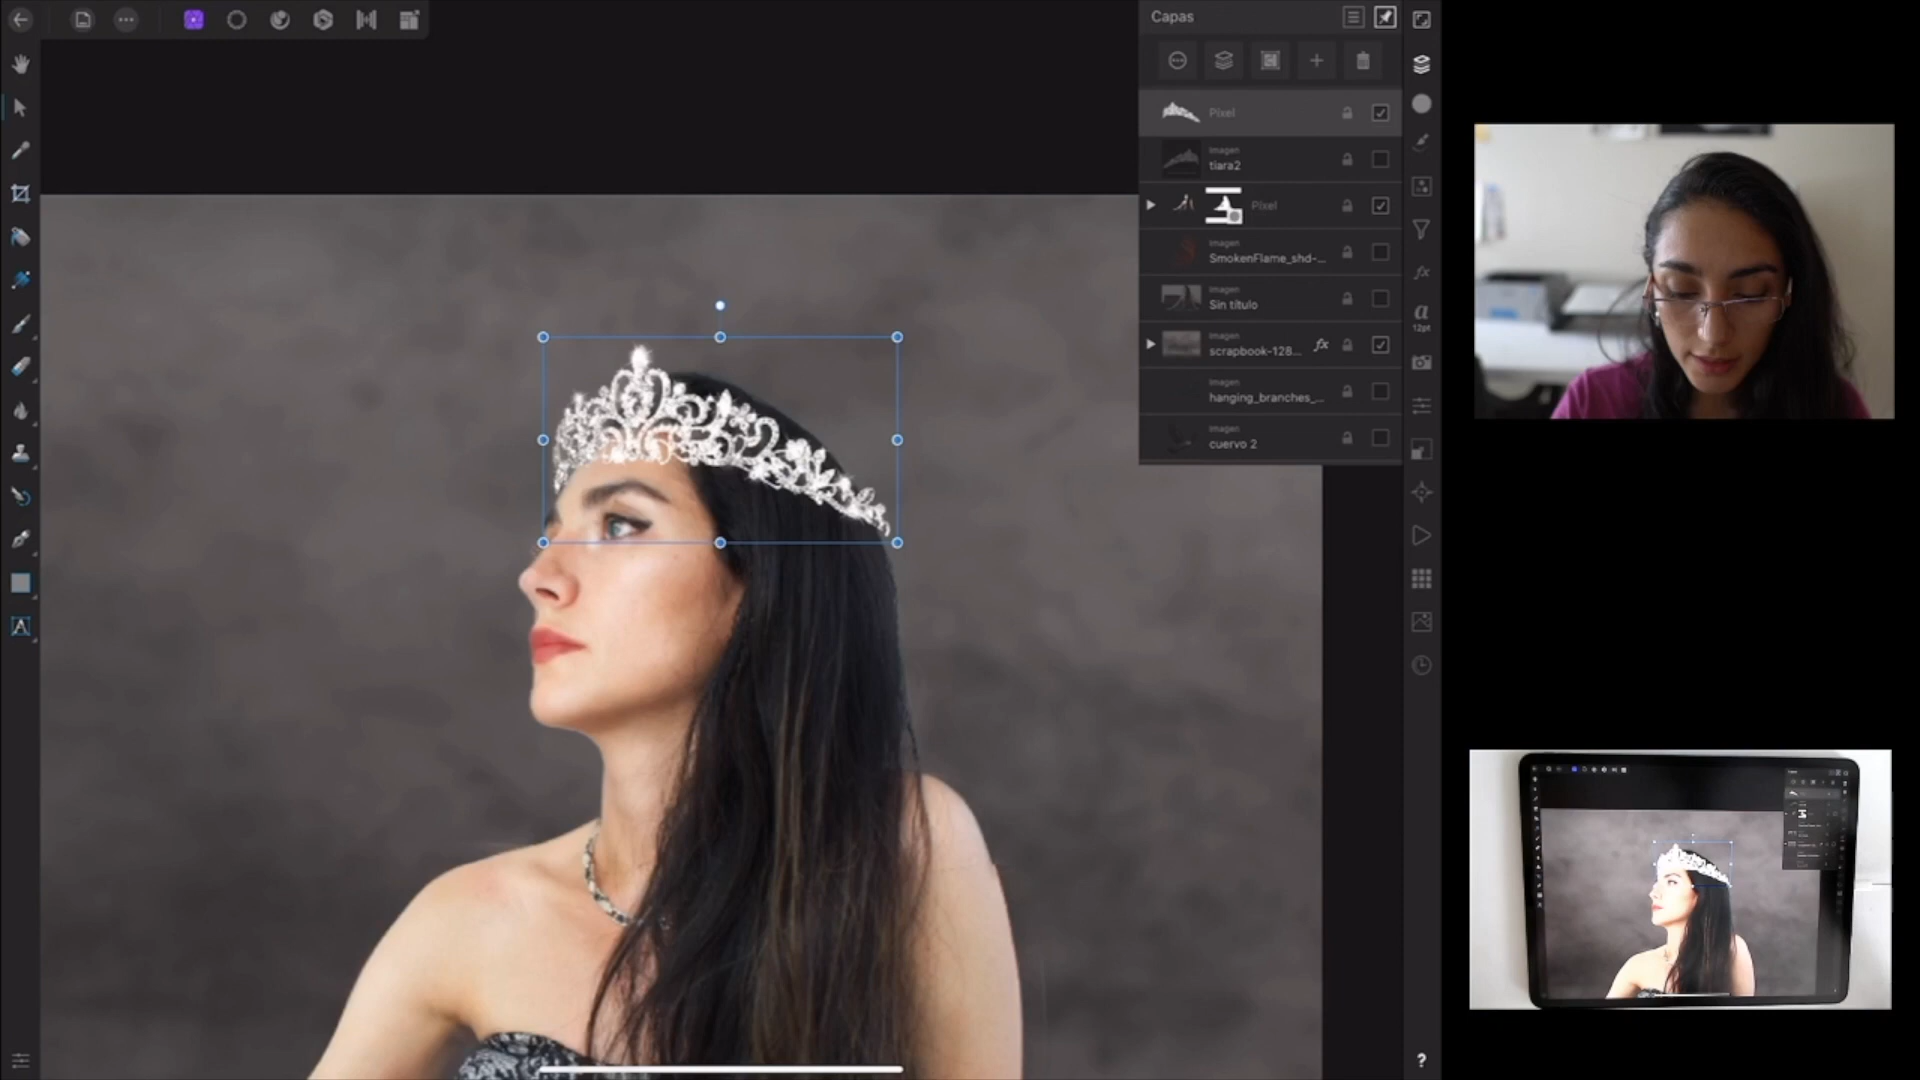 Capas
Pixel
Imagen
tiara2
Pixel
Imagen
SmokenFlame_shd-...
Imagen
Sin título
Imagen
scrapbook-128...
fx
Imagen
hanging_branches_...
Imagen
cuervo 2
fx
a
12pt
A
?